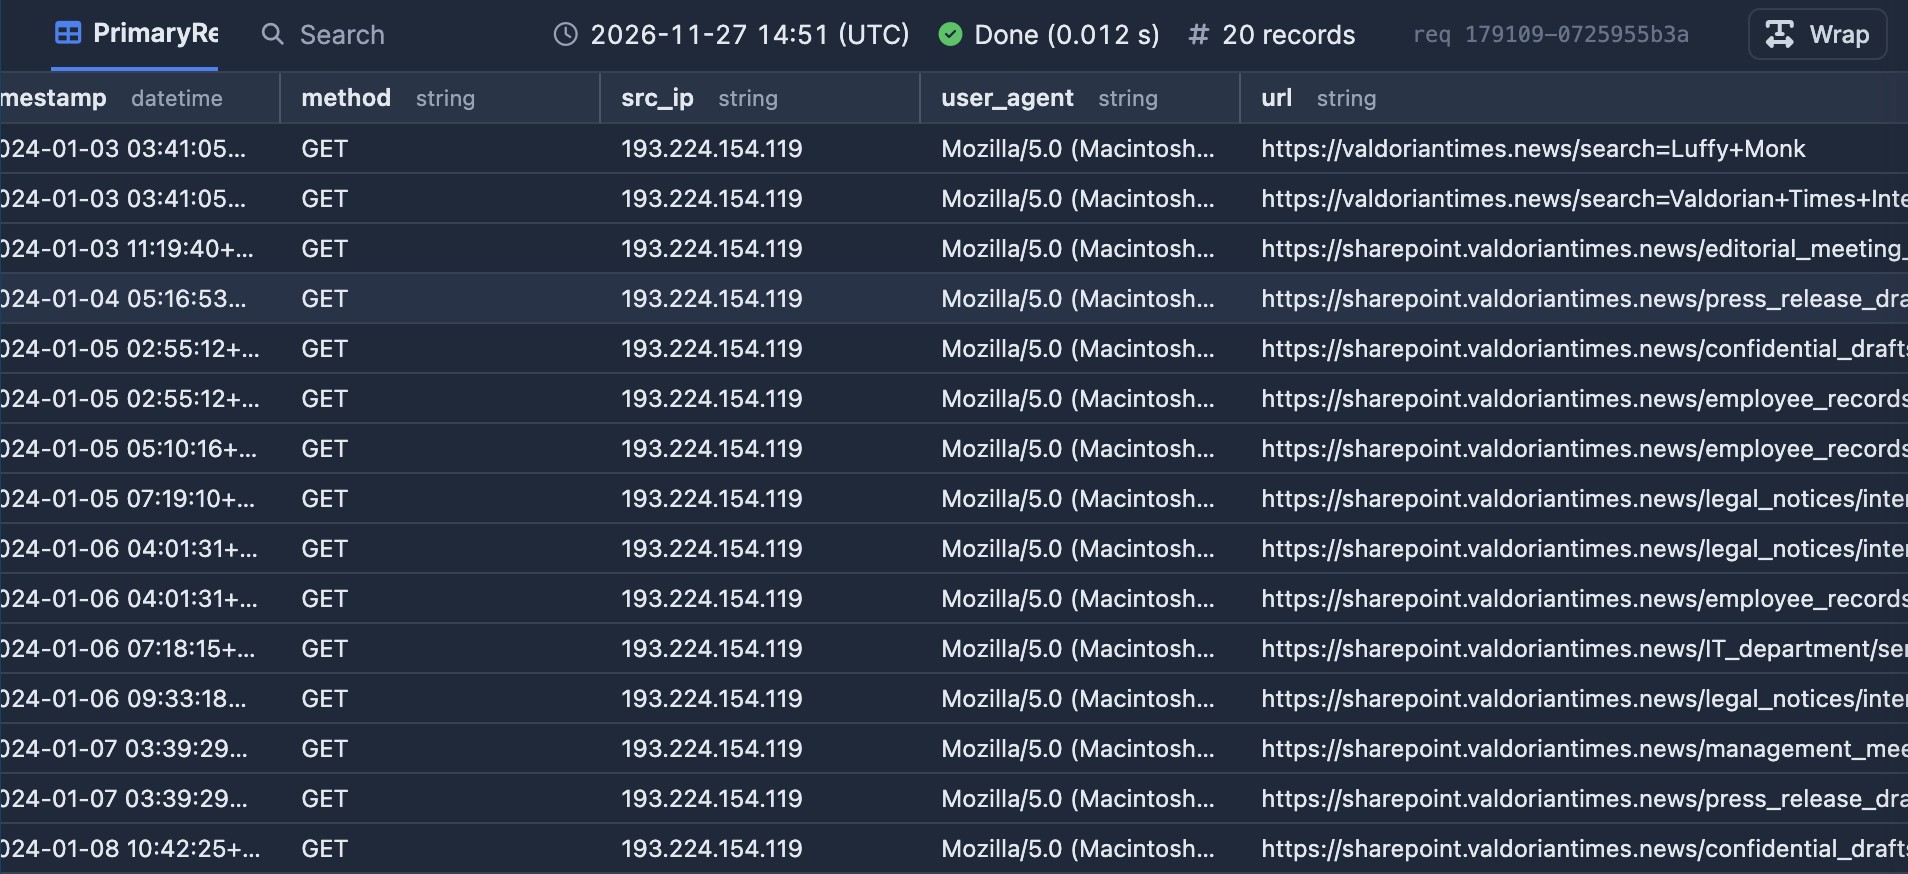 PrimaryRe Search 2026-11-27 14:51 (UTC) Done (0.012 s) # 20 records req 179109-0725955b3a Wrap
mestamp datetime method string src_ip string user_agent string url string
024-01-03 03:41:05... GET 193.224.154.119 Mozilla/5.0 (Macintosh... https://valdoriantimes.news/search=Luffy+Monk
024-01-03 03:41:05... GET 193.224.154.119 Mozilla/5.0 (Macintosh... https://valdoriantimes.news/search=Valdorian+Times+Inte
024-01-03 11:19:40+... GET 193.224.154.119 Mozilla/5.0 (Macintosh... https://sharepoint.valdoriantimes.news/editorial_meeting_
024-01-04 05:16:53... GET 193.224.154.119 Mozilla/5.0 (Macintosh... https://sharepoint.valdoriantimes.news/press_release_dra
024-01-05 02:55:12+... GET 193.224.154.119 Mozilla/5.0 (Macintosh... https://sharepoint.valdoriantimes.news/confidential_drafts
024-01-05 02:55:12+... GET 193.224.154.119 Mozilla/5.0 (Macintosh... https://sharepoint.valdoriantimes.news/employee_records
024-01-05 05:10:16+... GET 193.224.154.119 Mozilla/5.0 (Macintosh... https://sharepoint.valdoriantimes.news/employee_records
024-01-05 07:19:10+... GET 193.224.154.119 Mozilla/5.0 (Macintosh... https://sharepoint.valdoriantimes.news/legal_notices/inter
024-01-06 04:01:31+... GET 193.224.154.119 Mozilla/5.0 (Macintosh... https://sharepoint.valdoriantimes.news/legal_notices/inter
024-01-06 04:01:31+... GET 193.224.154.119 Mozilla/5.0 (Macintosh... https://sharepoint.valdoriantimes.news/employee_records
024-01-06 07:18:15+... GET 193.224.154.119 Mozilla/5.0 (Macintosh... https://sharepoint.valdoriantimes.news/IT_department/ser
024-01-06 09:33:18... GET 193.224.154.119 Mozilla/5.0 (Macintosh... https://sharepoint.valdoriantimes.news/legal_notices/inter
024-01-07 03:39:29... GET 193.224.154.119 Mozilla/5.0 (Macintosh... https://sharepoint.valdoriantimes.news/management_mee
024-01-07 03:39:29... GET 193.224.154.119 Mozilla/5.0 (Macintosh... https://sharepoint.valdoriantimes.news/press_release_dra
024-01-08 10:42:25+... GET 193.224.154.119 Mozilla/5.0 (Macintosh... https://sharepoint.valdoriantimes.news/confidential_drafts